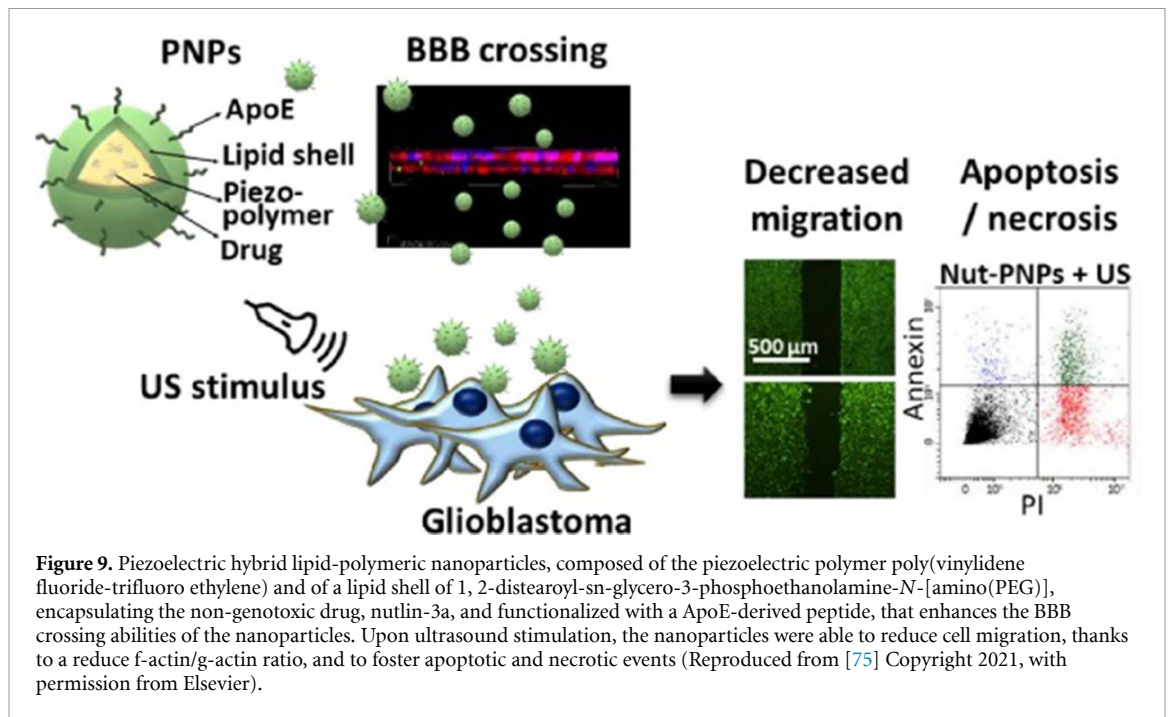 PNPs
BBB crossing
ApoE
Lipid shell
Piezo-
polymer
Drug
US stimulus
Glioblastoma
Decreased
migration
500 µm
Apoptosis
/ necrosis
Nut-PNPs + US
Annexin
0
0
PI
Figure 9. Piezoelectric hybrid lipid-polymeric nanoparticles, composed of the piezoelectric polymer poly(vinylidene
fluoride-trifluoro ethylene) and of a lipid shell of 1, 2-distearoyl-sn-glycero-3-phosphoethanolamine-N-[amino(PEG)],
encapsulating the non-genotoxic drug, nutlin-3a, and functionalized with a ApoE-derived peptide, that enhances the BBB
crossing abilities of the nanoparticles. Upon ultrasound stimulation, the nanoparticles were able to reduce cell migration, thanks
to a reduce f-actin/g-actin ratio, and to foster apoptotic and necrotic events (Reproduced from [75] Copyright 2021, with
permission from Elsevier).